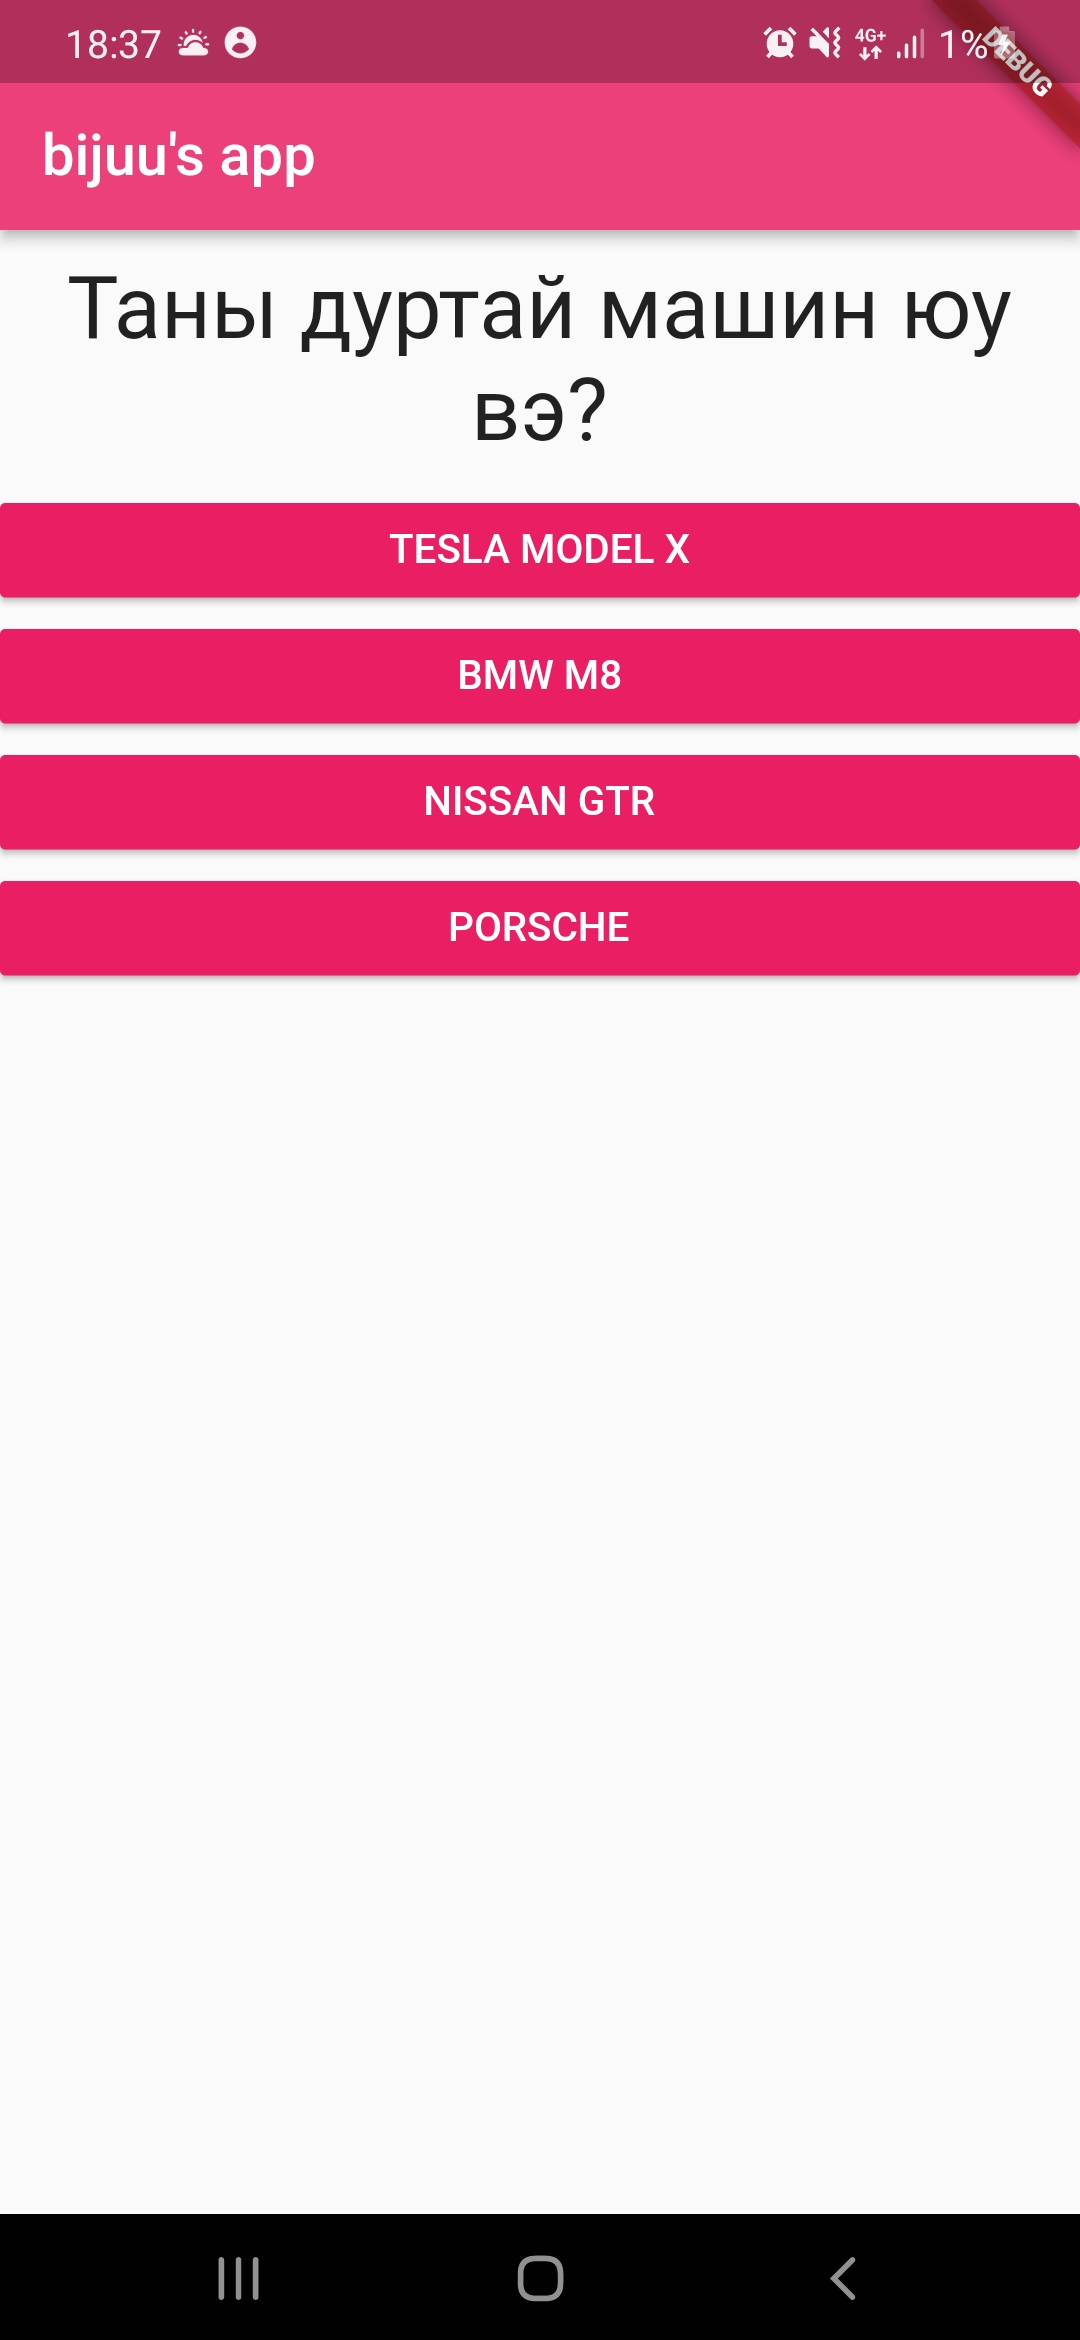 18:37 4G+ 1%
DEBUG
bijuu's app
Таны дуртай машин юу
вэ?
TESLA MODEL X
BMW M8
NISSAN GTR
PORSCHE